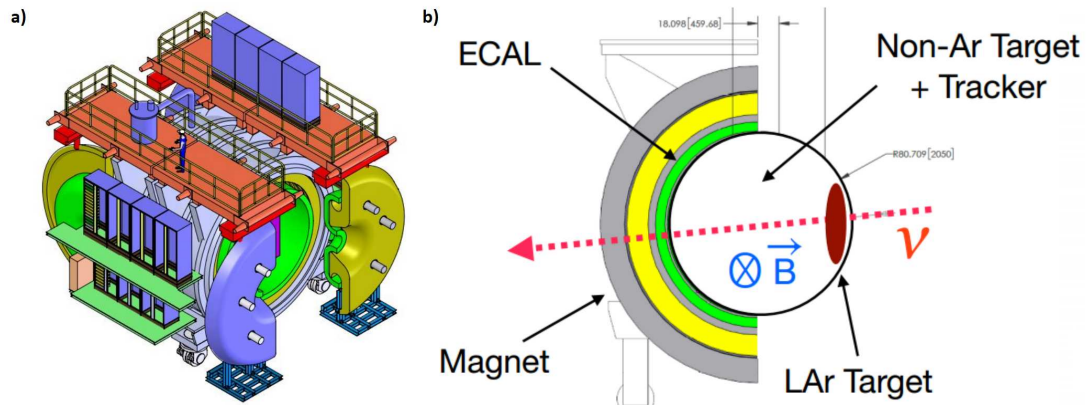 a)
b)
18.098[459.68]
ECAL
Non-Ar Target
+ Tracker
R80.709[2050]
ν
B
Magnet
LAr Target